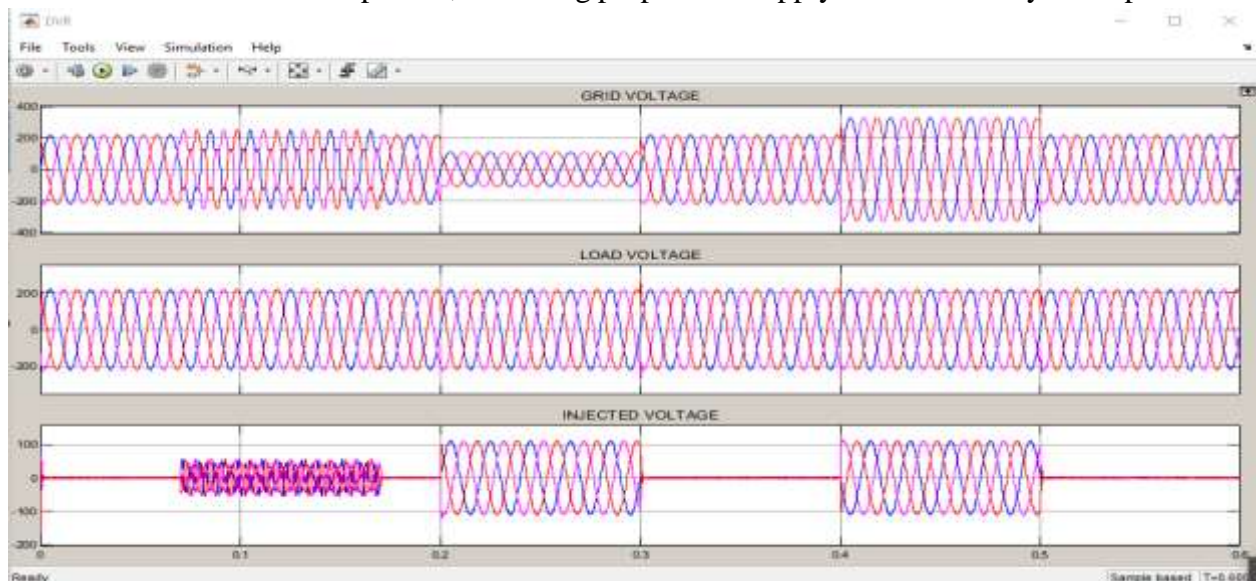 DVR
File Tools View Simulation Help
GRID VOLTAGE
400
200
0
-200
-400
LOAD VOLTAGE
200
0
-200
INJECTED VOLTAGE
100
0
-100
-200
0 0.1 0.2 0.3 0.4 0.5 0.6
Ready Sample based